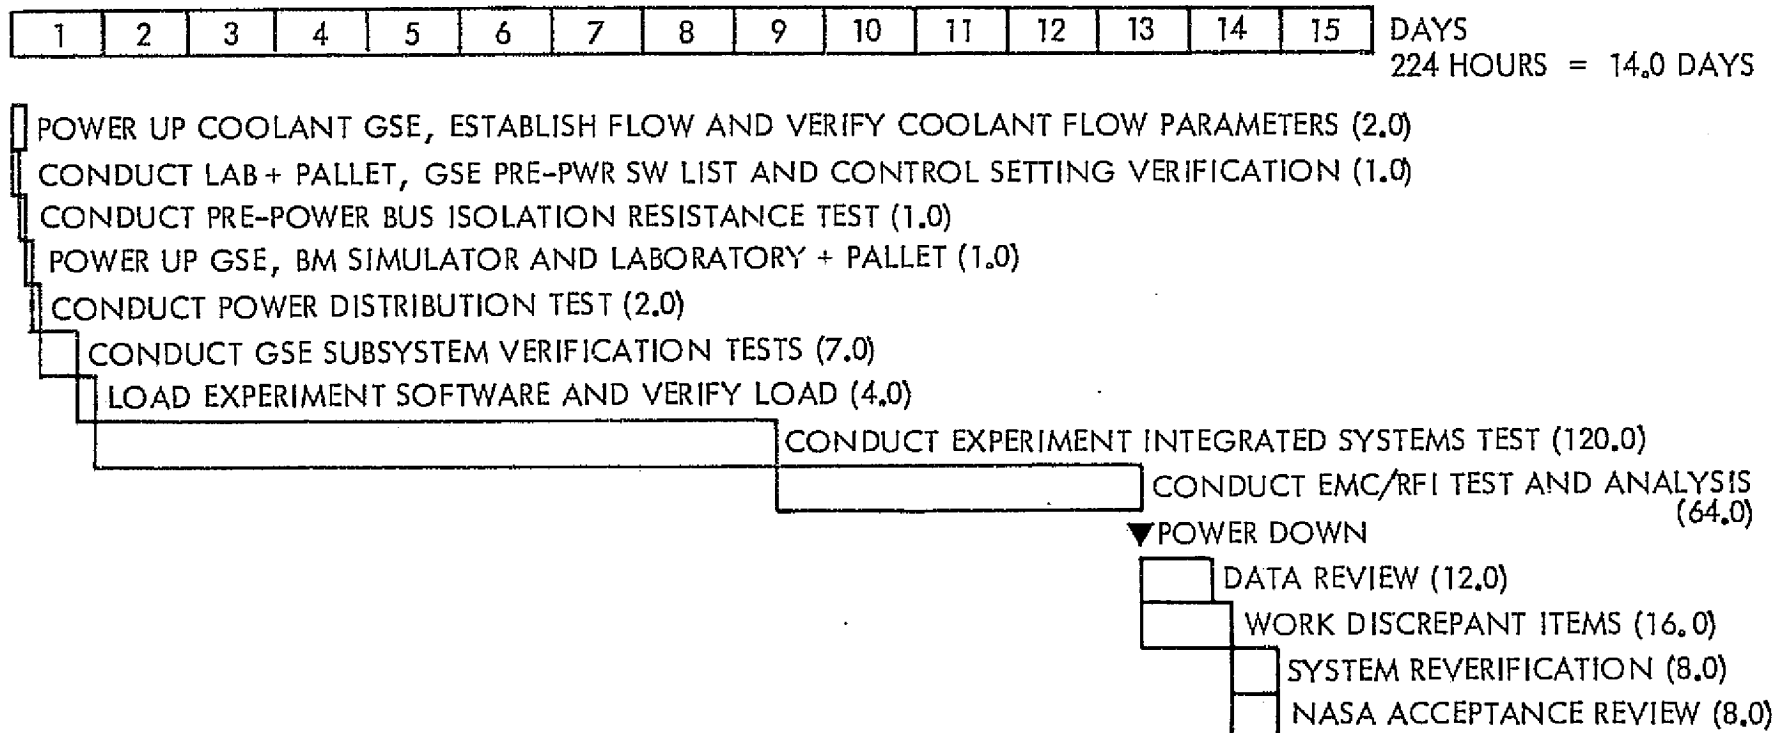 1 2 3 4 5 6 7 8 9 10 11 12 13 14 15 DAYS
224 HOURS = 14.0 DAYS
POWER UP COOLANT GSE, ESTABLISH FLOW AND VERIFY COOLANT FLOW PARAMETERS (2.0)
CONDUCT LAB + PALLET, GSE PRE-PWR SW LIST AND CONTROL SETTING VERIFICATION (1.0)
CONDUCT PRE-POWER BUS ISOLATION RESISTANCE TEST (1.0)
POWER UP GSE, BM SIMULATOR AND LABORATORY + PALLET (1.0)
CONDUCT POWER DISTRIBUTION TEST (2.0)
CONDUCT GSE SUBSYSTEM VERIFICATION TESTS (7.0)
LOAD EXPERIMENT SOFTWARE AND VERIFY LOAD (4.0)
CONDUCT EXPERIMENT INTEGRATED SYSTEMS TEST (120.0)
CONDUCT EMC/RFI TEST AND ANALYSIS
(64.0)
POWER DOWN
DATA REVIEW (12.0)
WORK DISCREPANT ITEMS (16.0)
SYSTEM REVERIFICATION (8.0)
NASA ACCEPTANCE REVIEW (8.0)